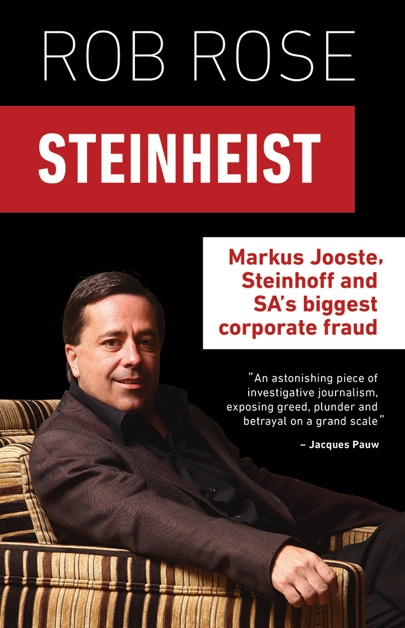 ROB ROSE
STEINHEIST
Markus Jooste,
Steinhoff and
SA's biggest
corporate fraud
"An astonishing piece of
investigative journalism,
exposing greed, plunder and
betrayal on a grand scale"
~ Jacques Pauw